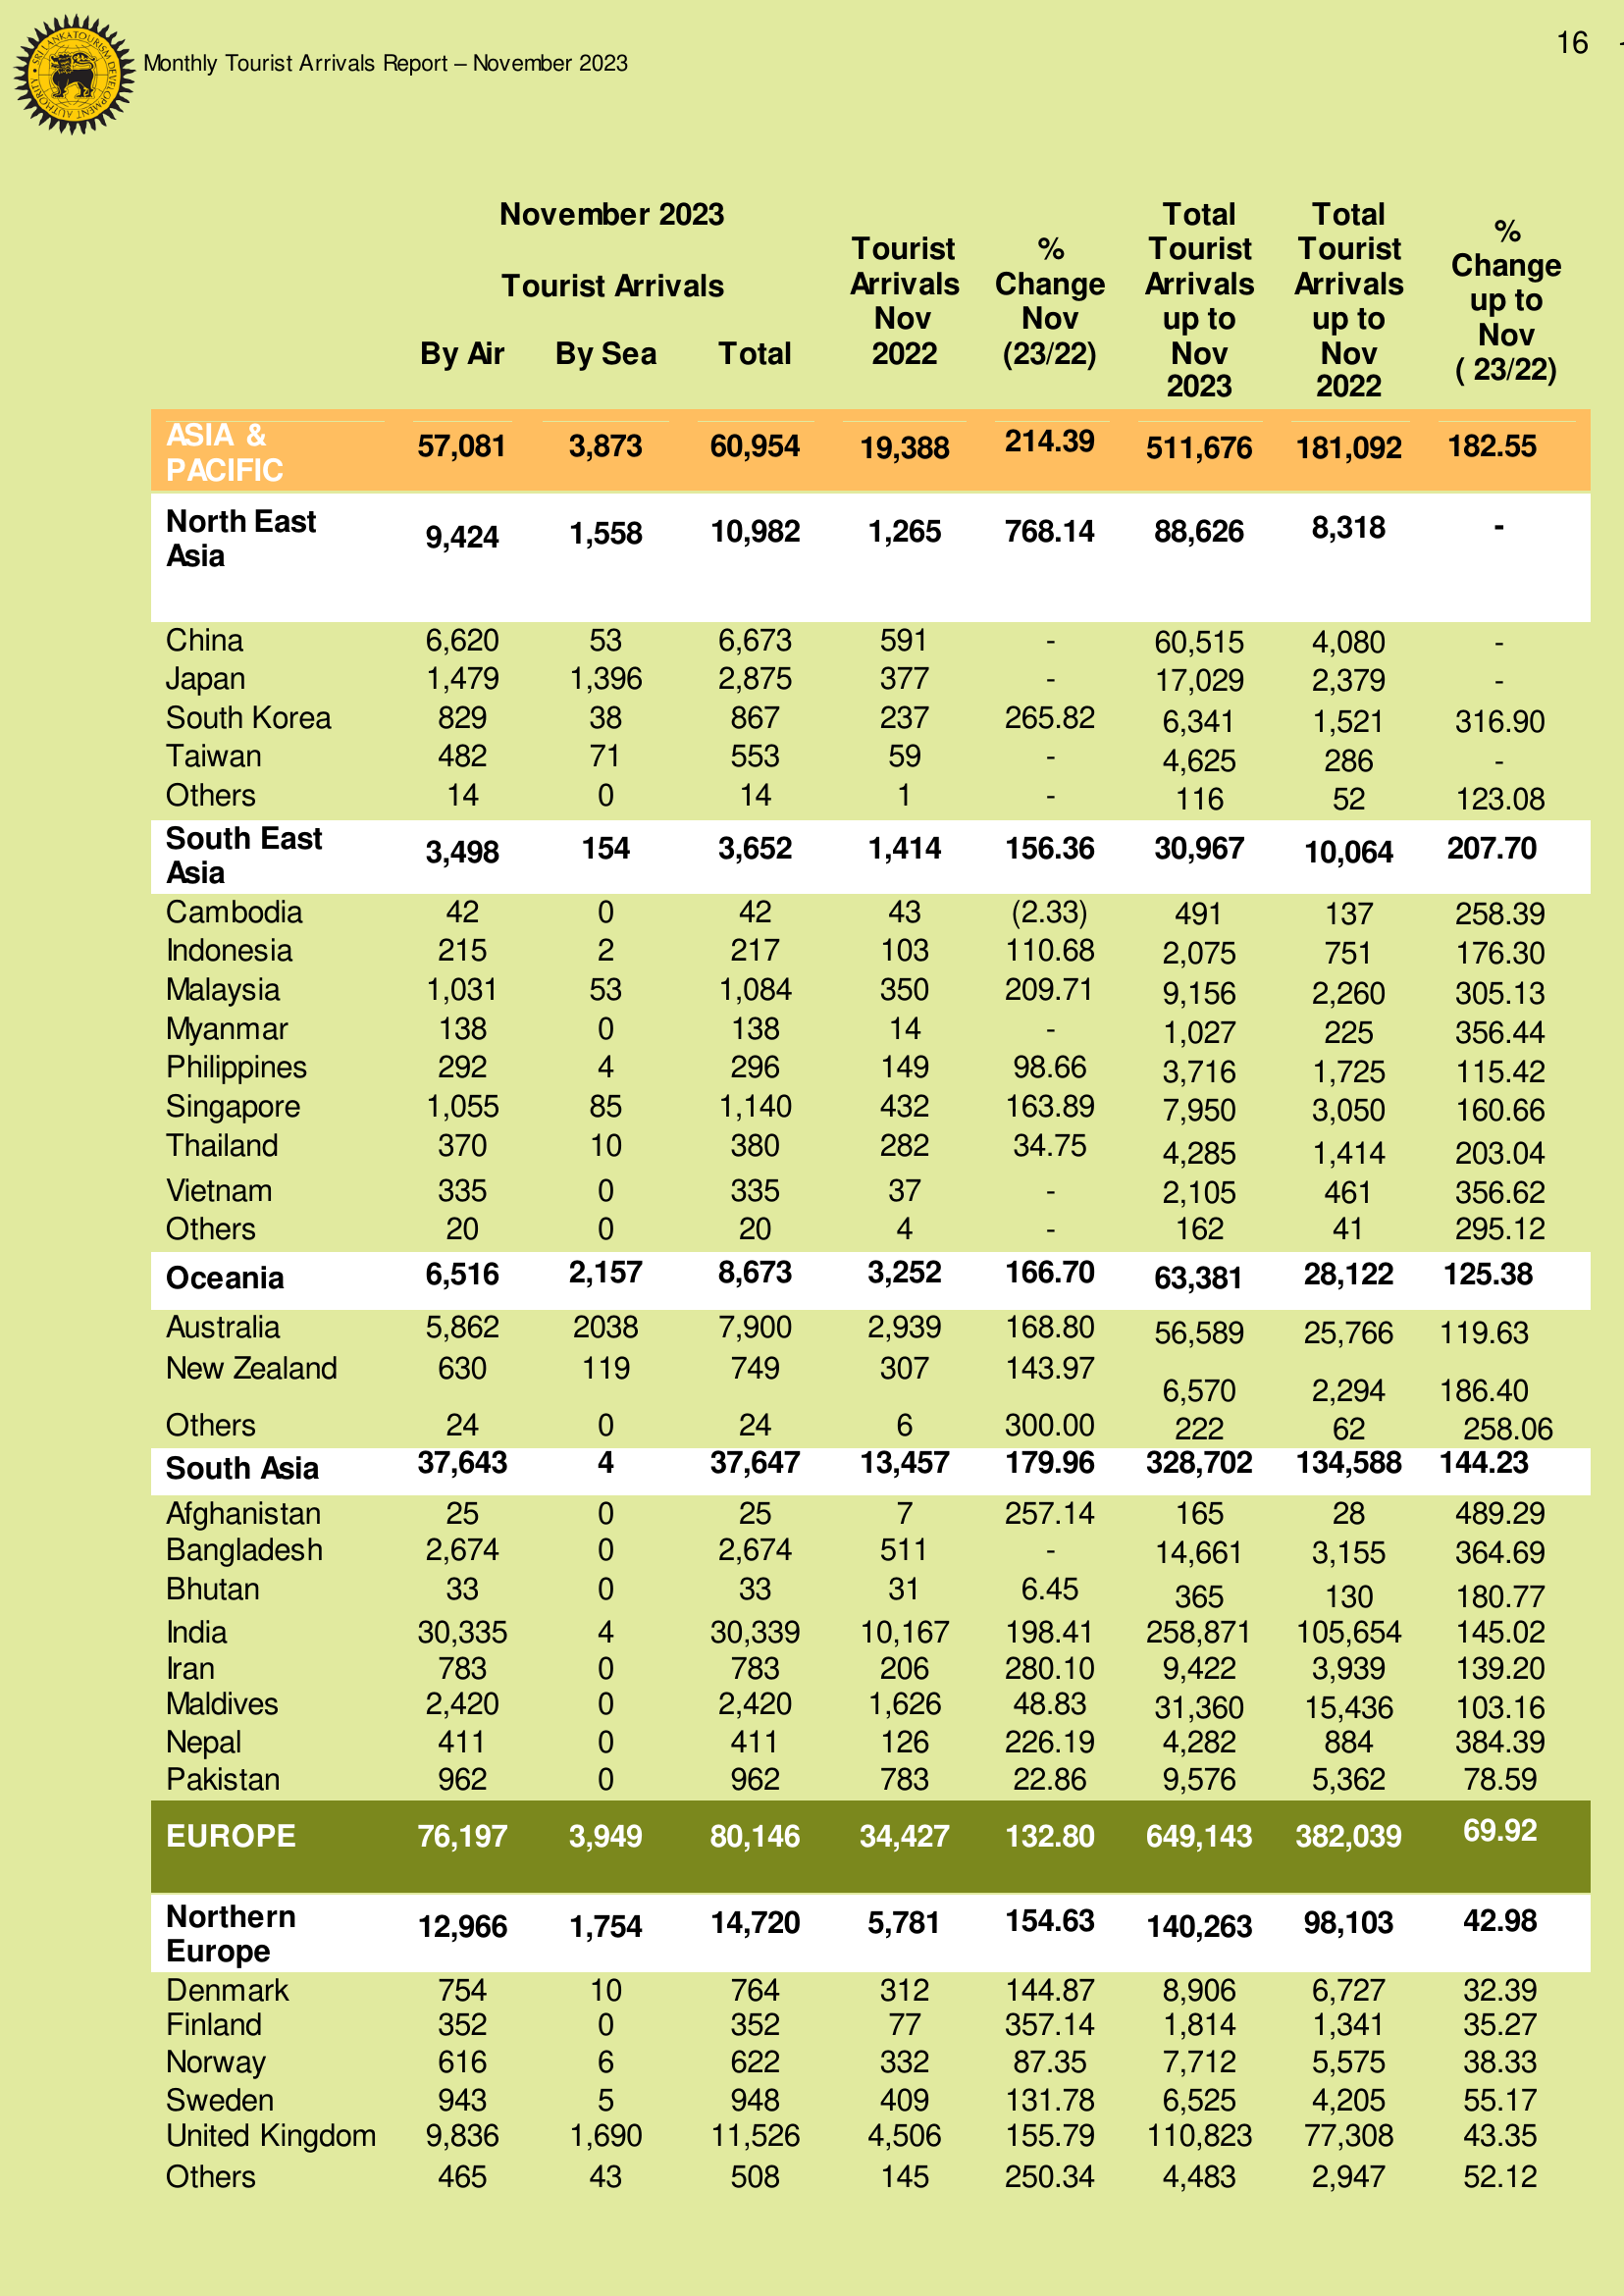 SRI LANKA TOURISM DEVELOPMENT AUTHORITY
Monthly Tourist Arrivals Report – November 2023
16
November 2023
Tourist Arrivals
By Air By Sea Total
Tourist Arrivals Nov 2022
% Change Nov (23/22)
Total Tourist Arrivals up to Nov 2023
Total Tourist Arrivals up to Nov 2022
% Change up to Nov ( 23/22)
ASIA & PACIFIC 57,081 3,873 60,954 19,388 214.39 511,676 181,092 182.55
North East Asia 9,424 1,558 10,982 1,265 768.14 88,626 8,318 -
China 6,620 53 6,673 591 - 60,515 4,080 -
Japan 1,479 1,396 2,875 377 - 17,029 2,379 -
South Korea 829 38 867 237 265.82 6,341 1,521 316.90
Taiwan 482 71 553 59 - 4,625 286 -
Others 14 0 14 1 - 116 52 123.08
South East Asia 3,498 154 3,652 1,414 156.36 30,967 10,064 207.70
Cambodia 42 0 42 43 (2.33) 491 137 258.39
Indonesia 215 2 217 103 110.68 2,075 751 176.30
Malaysia 1,031 53 1,084 350 209.71 9,156 2,260 305.13
Myanmar 138 0 138 14 - 1,027 225 356.44
Philippines 292 4 296 149 98.66 3,716 1,725 115.42
Singapore 1,055 85 1,140 432 163.89 7,950 3,050 160.66
Thailand 370 10 380 282 34.75 4,285 1,414 203.04
Vietnam 335 0 335 37 - 2,105 461 356.62
Others 20 0 20 4 - 162 41 295.12
Oceania 6,516 2,157 8,673 3,252 166.70 63,381 28,122 125.38
Australia 5,862 2038 7,900 2,939 168.80 56,589 25,766 119.63
New Zealand 630 119 749 307 143.97 6,570 2,294 186.40
Others 24 0 24 6 300.00 222 62 258.06
South Asia 37,643 4 37,647 13,457 179.96 328,702 134,588 144.23
Afghanistan 25 0 25 7 257.14 165 28 489.29
Bangladesh 2,674 0 2,674 511 - 14,661 3,155 364.69
Bhutan 33 0 33 31 6.45 365 130 180.77
India 30,335 4 30,339 10,167 198.41 258,871 105,654 145.02
Iran 783 0 783 206 280.10 9,422 3,939 139.20
Maldives 2,420 0 2,420 1,626 48.83 31,360 15,436 103.16
Nepal 411 0 411 126 226.19 4,282 884 384.39
Pakistan 962 0 962 783 22.86 9,576 5,362 78.59
EUROPE 76,197 3,949 80,146 34,427 132.80 649,143 382,039 69.92
Northern Europe 12,966 1,754 14,720 5,781 154.63 140,263 98,103 42.98
Denmark 754 10 764 312 144.87 8,906 6,727 32.39
Finland 352 0 352 77 357.14 1,814 1,341 35.27
Norway 616 6 622 332 87.35 7,712 5,575 38.33
Sweden 943 5 948 409 131.78 6,525 4,205 55.17
United Kingdom 9,836 1,690 11,526 4,506 155.79 110,823 77,308 43.35
Others 465 43 508 145 250.34 4,483 2,947 52.12